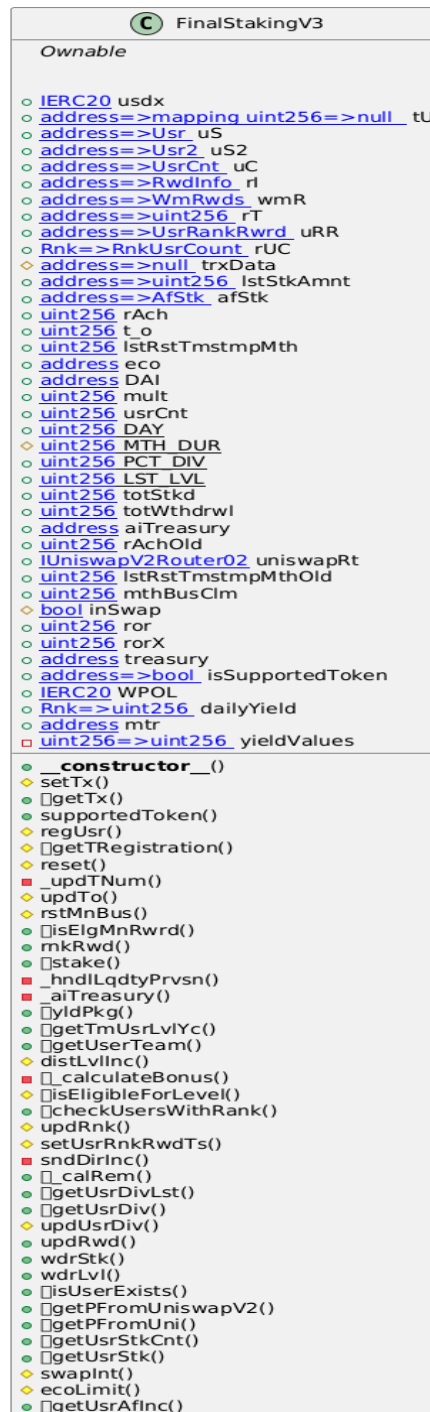 C FinalStakingV3
Ownable
IERC20 usdx
address=>mapping uint256=>null tU
address=>Usr uS
address=>Usr2 uS2
address=>UsrCnt uC
address=>RwdInfo rI
address=>WmRwds wmR
address=>uint256 rT
address=>UsrRankRwrd uRR
Rnk=>RnkUsrCount rUC
address=>null trxData
address=>uint256 lstStkAmnt
address=>AfStk afStk
uint256 rAch
uint256 t_o
uint256 lstRstTmstmpMth
address eco
address DAI
uint256 mult
uint256 usrCnt
uint256 DAY
uint256 MTH_DUR
uint256 PCT_DIV
uint256 LST_LVL
uint256 totStkd
uint256 totWthdrwl
address aiTreasury
uint256 rAchOld
IUniswapV2Router02 uniswapRt
uint256 lstRstTmstmpMthOld
uint256 mthBusClm
bool inSwap
uint256 ror
uint256 rorX
address treasury
address=>bool isSupportedToken
IERC20 WPOL
Rnk=>uint256 dailyYield
address mtr
uint256=>uint256 yieldValues
__constructor__()
setTx()
getTx()
supportedToken()
regUsr()
getTRegistration()
reset()
_updTNum()
updTo()
rstMnBus()
isElgMnRwrd()
rnkRwd()
stake()
_hndlLqdtyPrvsn()
_aiTreasury()
yldPkg()
getTmUsrLvlYc()
getUserTeam()
distLvlInc()
_calculateBonus()
isEligibleForLevel()
checkUsersWithRank()
updRnk()
setUsrRnkRwdTs()
sndDirInc()
_calRem()
getUsrDivLst()
getUsrDiv()
updUsrDiv()
updRwd()
wdrStk()
wdrLvl()
isUserExists()
getPFromUniswapV2()
getPFromUni()
getUsrStkCnt()
getUsrStk()
swapInt()
ecoLimit()
getUsrAfInc()